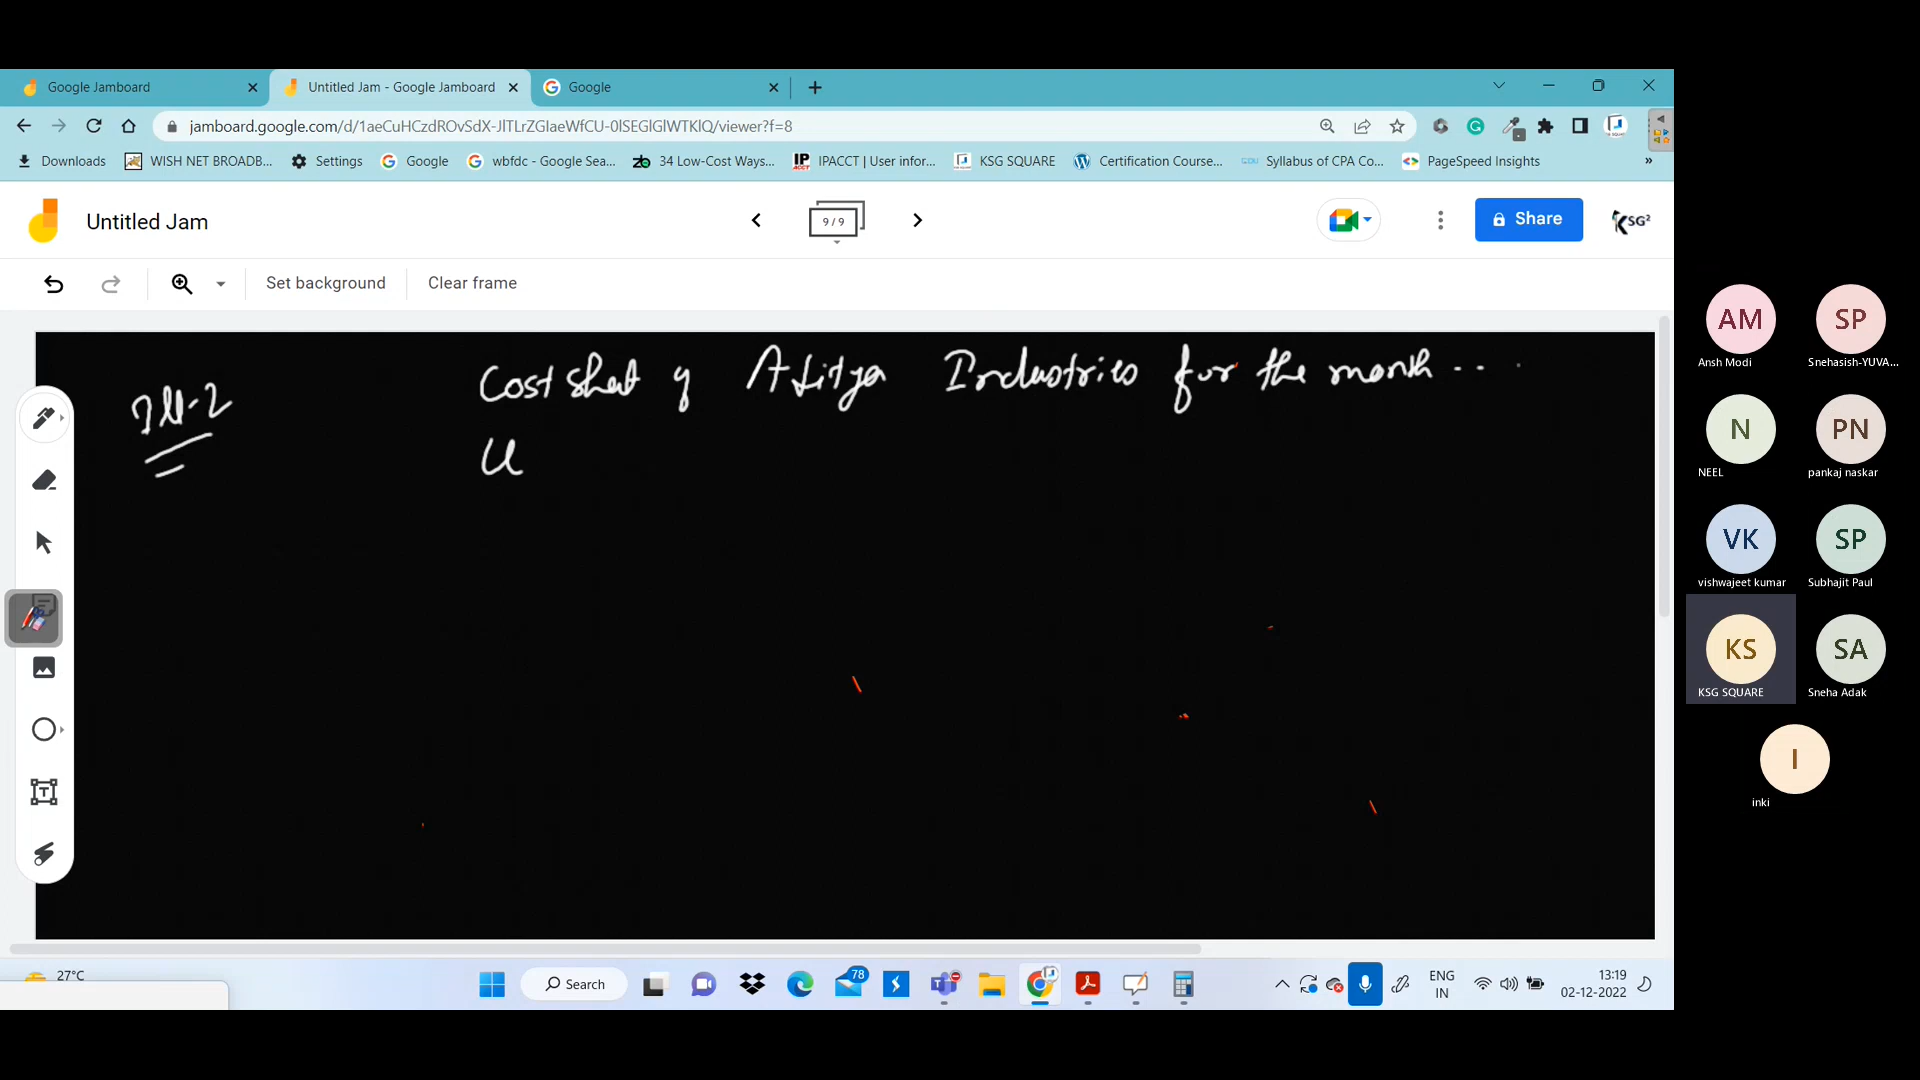 Google Jamboard
Untitled Jam - Google Jamboard
Google
jamboard.google.com/d/1aeCuHCzdROvSdX-JlTLrZGIaeWfCU-0lSEGlGlWTKlQ/viewer?f=8
Downloads
WISH NET BROADB...
Settings
Google
wbfdc - Google Sea...
34 Low-Cost Ways...
IPACCT | User infor...
KSG SQUARE
Certification Course...
Syllabus of CPA Co...
PageSpeed Insights
»
Untitled Jam
9 / 9
Share
KSG²
Set background
Clear frame
Ill-2
Cost sheet of Aditya Industries for the month ...
U
AM
Ansh Modi
SP
Snehasish-YUVA...
N
NEEL
PN
pankaj naskar
VK
vishwajeet kumar
SP
Subhajit Paul
KS
KSG SQUARE
SA
Sneha Adak
I
inki
27°C
Search
78
ENG
IN
13:19
02-12-2022